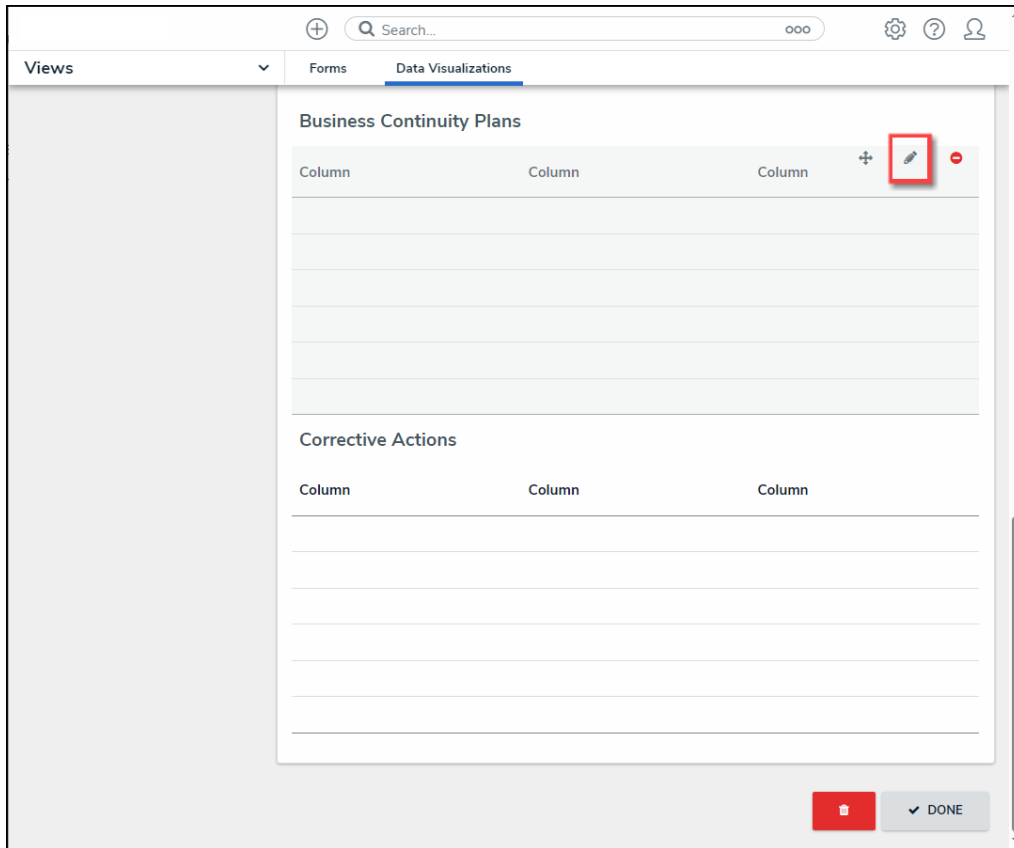 Search...
Views
Forms Data Visualizations
Business Continuity Plans
Column Column Column
Corrective Actions
Column Column Column
DONE